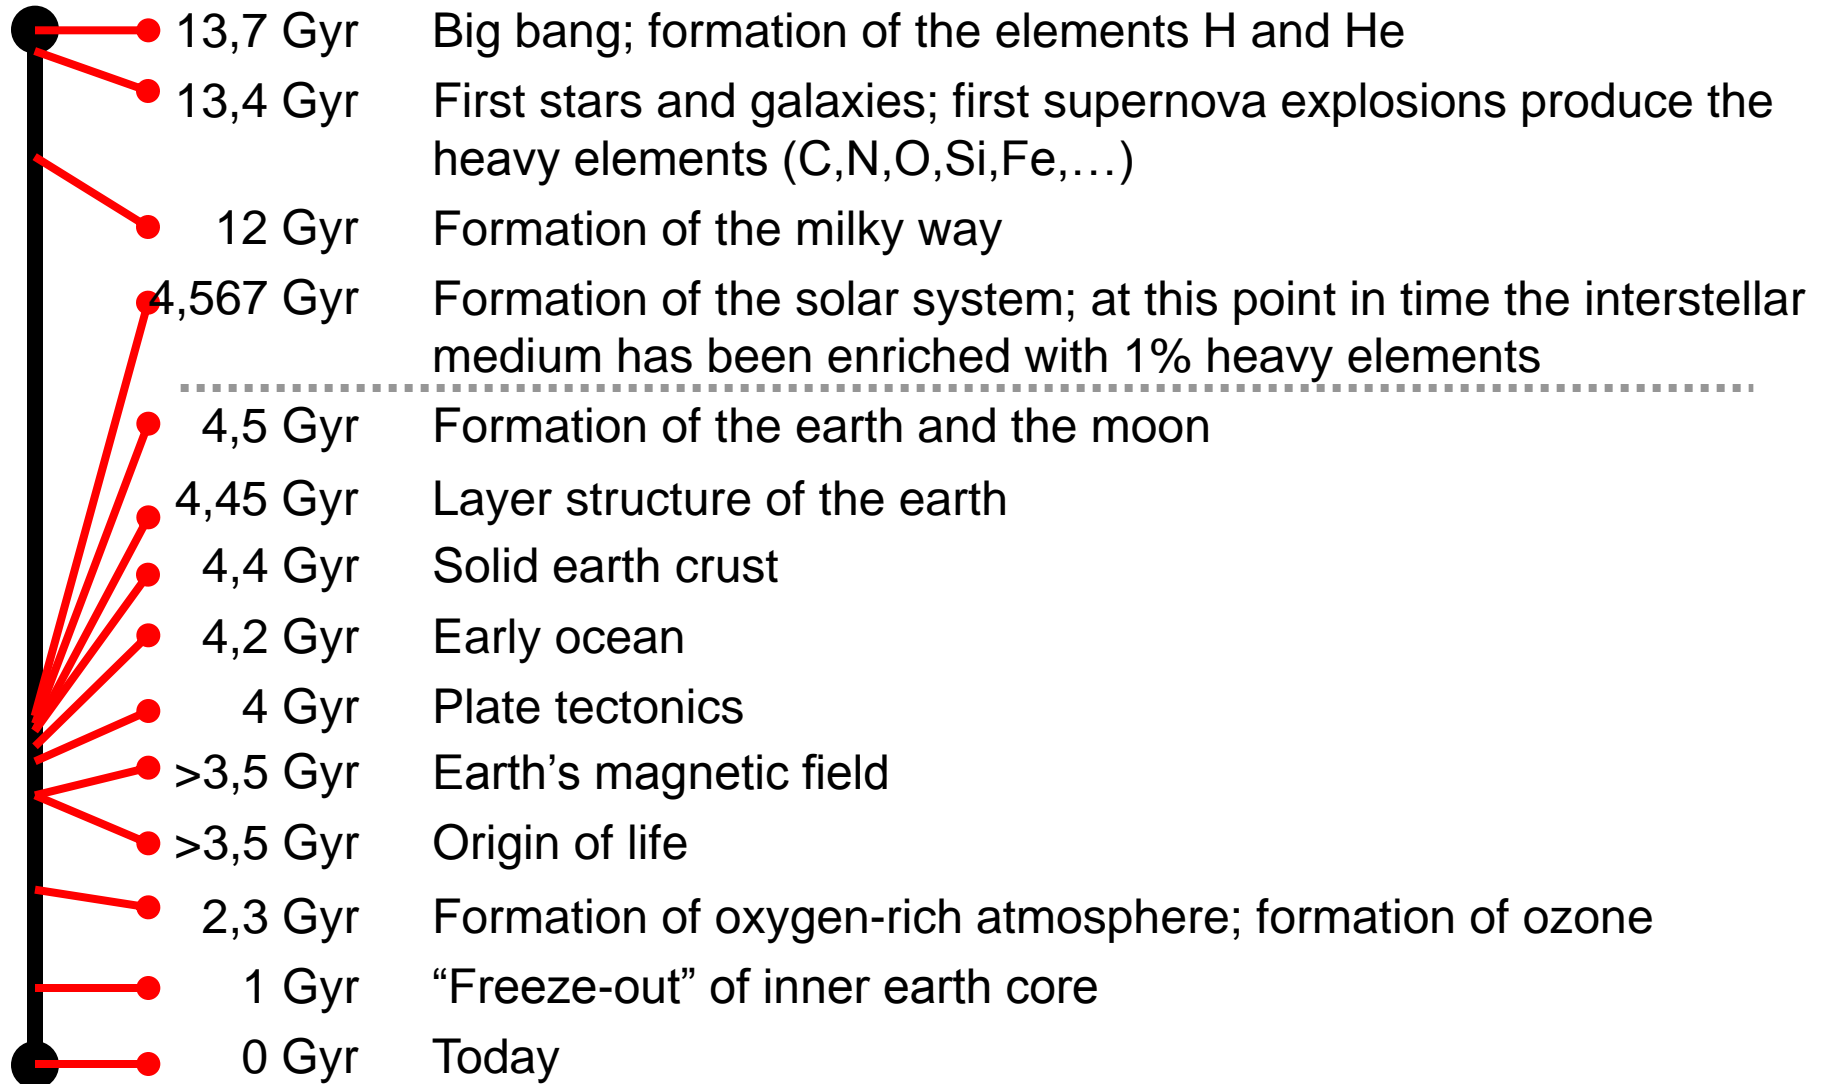 13,7 Gyr Big bang; formation of the elements H and He
13,4 Gyr First stars and galaxies; first supernova explosions produce the
heavy elements (C,N,O,Si,Fe,…)
12 Gyr Formation of the milky way
4,567 Gyr Formation of the solar system; at this point in time the interstellar
medium has been enriched with 1% heavy elements
4,5 Gyr Formation of the earth and the moon
4,45 Gyr Layer structure of the earth
4,4 Gyr Solid earth crust
4,2 Gyr Early ocean
4 Gyr Plate tectonics
>3,5 Gyr Earth’s magnetic field
>3,5 Gyr Origin of life
2,3 Gyr Formation of oxygen-rich atmosphere; formation of ozone
1 Gyr “Freeze-out” of inner earth core
0 Gyr Today